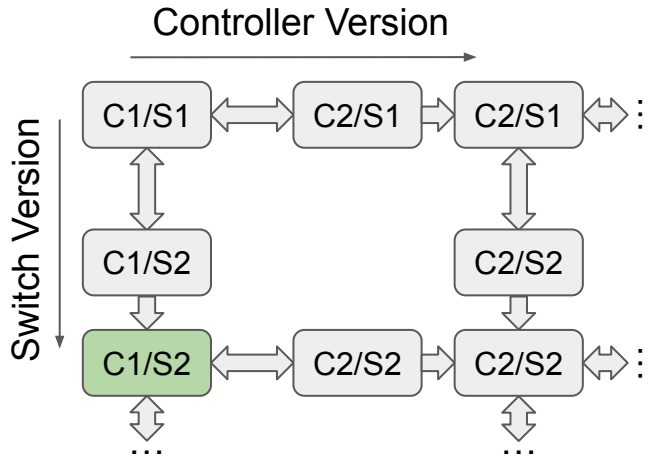 Controller Version
Switch Version
C1/S1
C2/S1
C2/S1
...
C1/S2
C2/S2
C1/S2
C2/S2
C2/S2
...
...
...